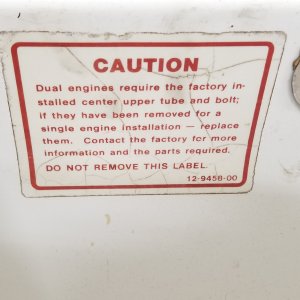 CAUTION
Dual engines require the factory in-
stalled center upper tube and bolt;
if they have been removed for a
single engine installation — replace
them. Contact the factory for more
information and the parts required.
DO NOT REMOVE THIS LABEL.
12-9456-00